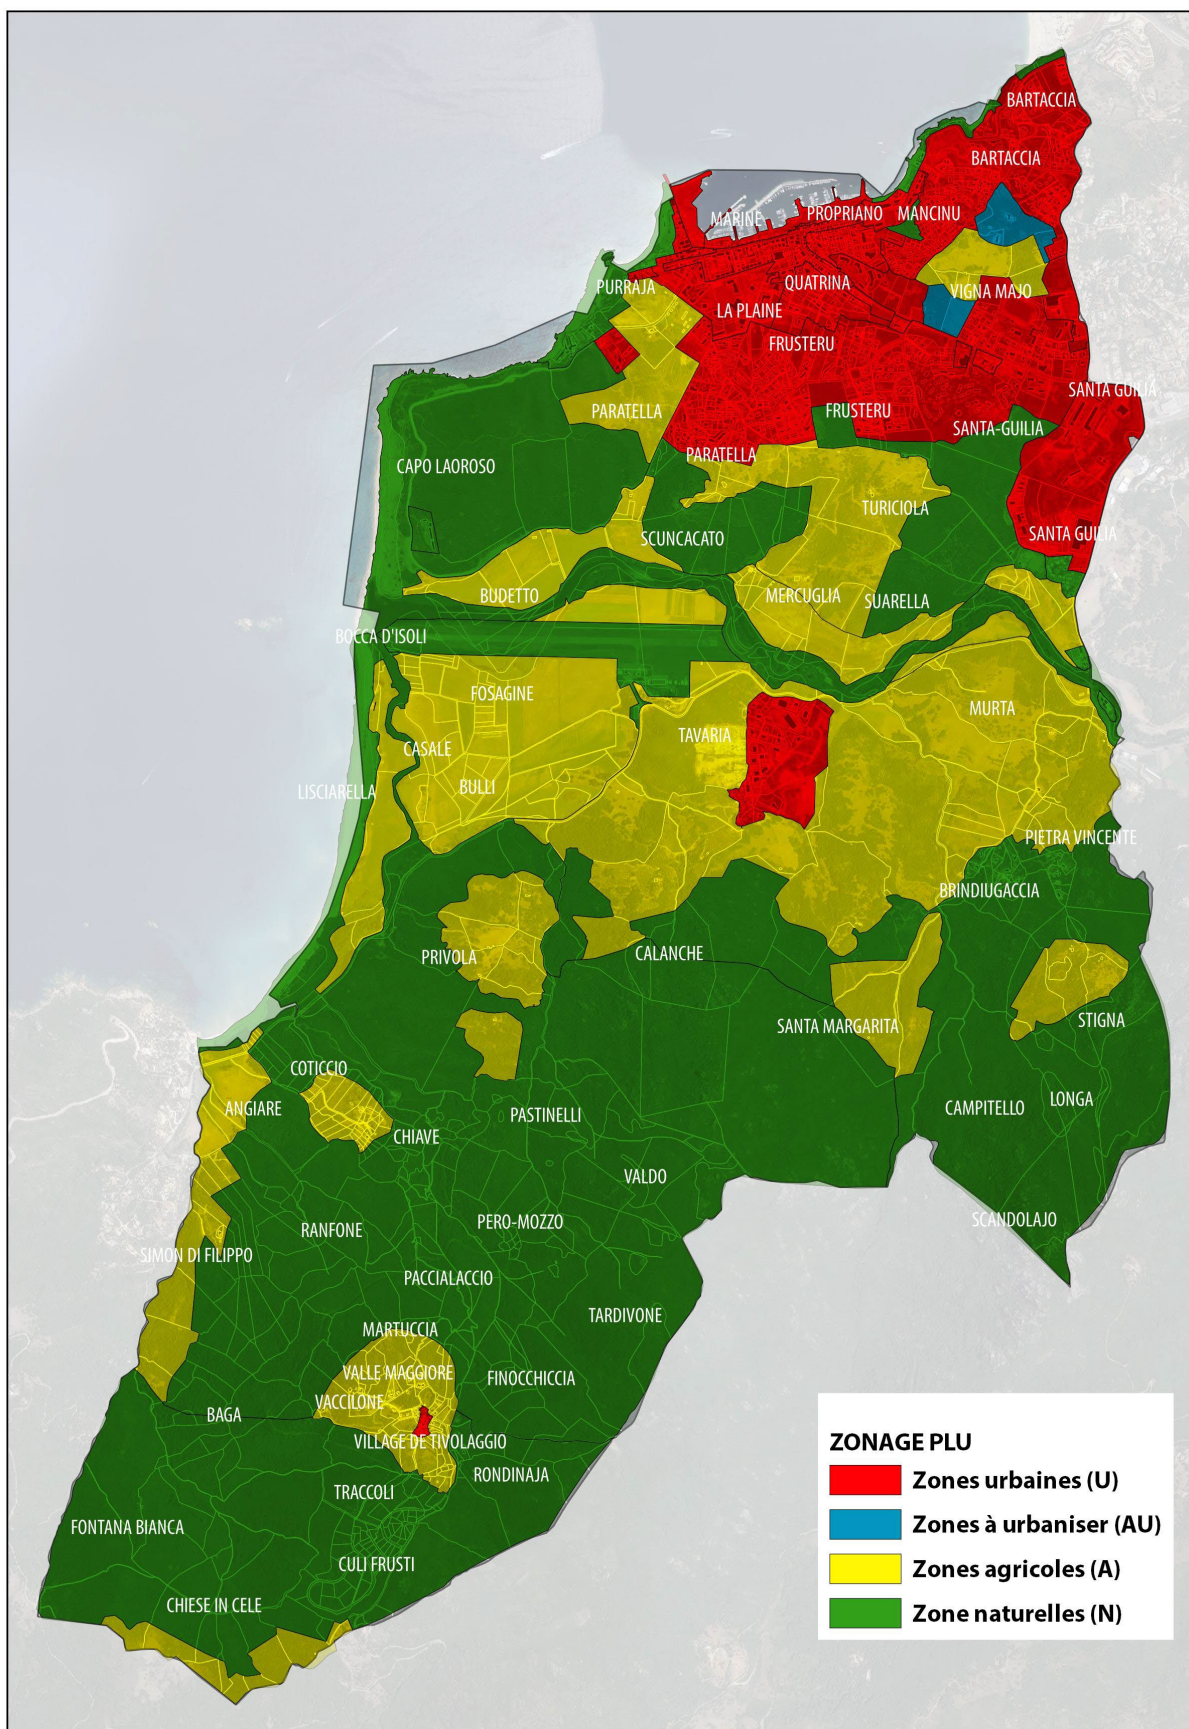 BARTACCIA
BARTACCIA
MARINE
PROPRIANO
MANCINU
PURRAJA
QUATRINA
VIGNA MAJO
LA PLAINE
FRUSTERU
SANTA GUILIA
PARATELLA
FRUSTERU
SANTA-GUILIA
PARATELLA
CAPO LAOROSO
TURICIOLA
SCUNCACATO
SANTA GUILIA
BUDETTO
MERCUGLIA
SUARELLA
BOCCA D'ISOLI
FOSAGINE
MURTA
TAVARIA
CASALE
BULLI
LISCIARELLA
PIETRA VINCENTE
BRINDIUGACCIA
PRIVOLA
CALANCHE
SANTA MARGARITA
STIGNA
COTICCIO
ANGIARE
LONGA
CAMPITELLO
PASTINELLI
CHIAVE
VALDO
SCANDOLAJO
PERO-MOZZO
RANFONE
SIMON DI FILIPPO
PACCIALACCIO
TARDIVONE
MARTUCCIA
VALLE MAGGIORE
FINOCCHICCIA
VACCILONE
BAGA
VILLAGE DE TIVOLAGGIO
RONDINAJA
TRACCOLI
FONTANA BIANCA
CULI FRUSTI
CHIESE IN CELE
ZONAGE PLU
Zones urbaines (U)
Zones à urbaniser (AU)
Zones agricoles (A)
Zone naturelles (N)